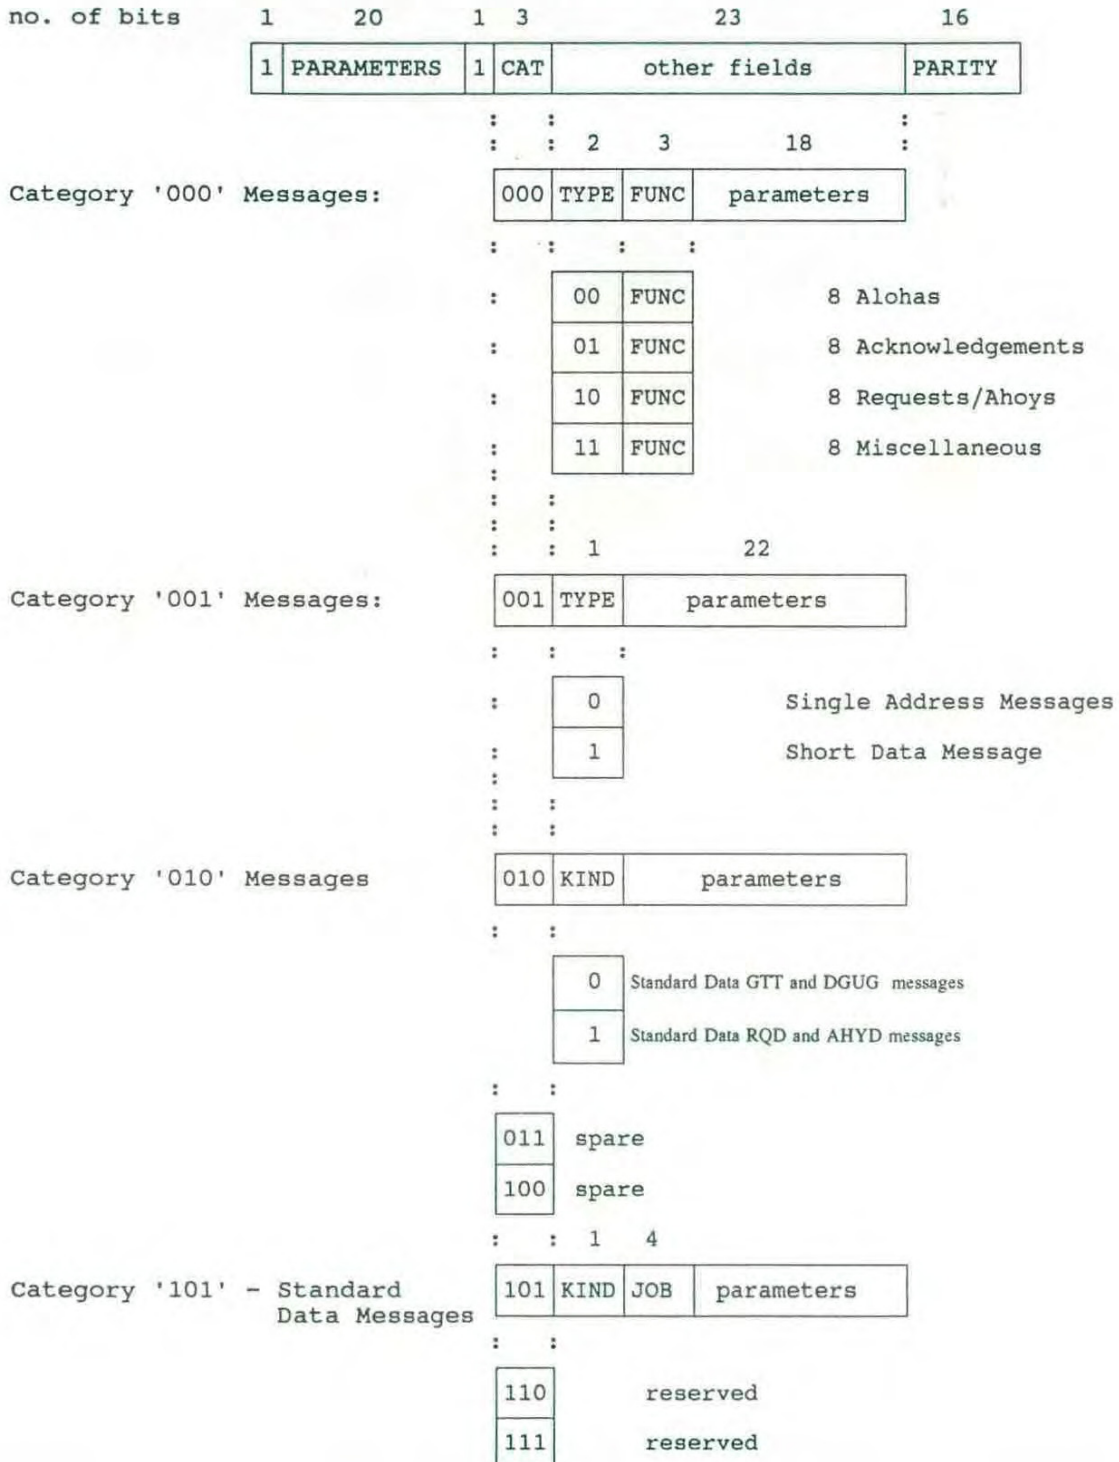 no. of bits 1 20 1 3 23 16
1 PARAMETERS 1 CAT other fields PARITY
: : :
: : 2 3 18 :
Category '000' Messages: 000 TYPE FUNC parameters
: : : :
: 00 FUNC 8 Alohas
: 01 FUNC 8 Acknowledgements
: 10 FUNC 8 Requests/Ahoys
: 11 FUNC 8 Miscellaneous
:
: :
: :
: : 1 22
Category '001' Messages: 001 TYPE parameters
: : :
: 0 Single Address Messages
: 1 Short Data Message
:
: :
: :
Category '010' Messages 010 KIND parameters
: :
0 Standard Data GTT and DGUG messages
1 Standard Data RQD and AHYD messages
: :
011 spare
100 spare
: : 1 4
Category '101' - Standard 101 KIND JOB parameters
Data Messages
: :
110 reserved
111 reserved